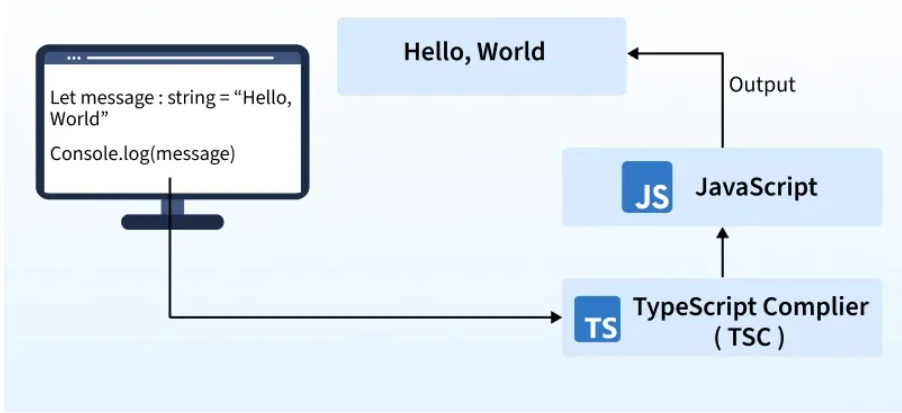 Let message : string = “Hello,
World”
Console.log(message)
Hello, World
Output
JS
JavaScript
TS
TypeScript Complier
( TSC )